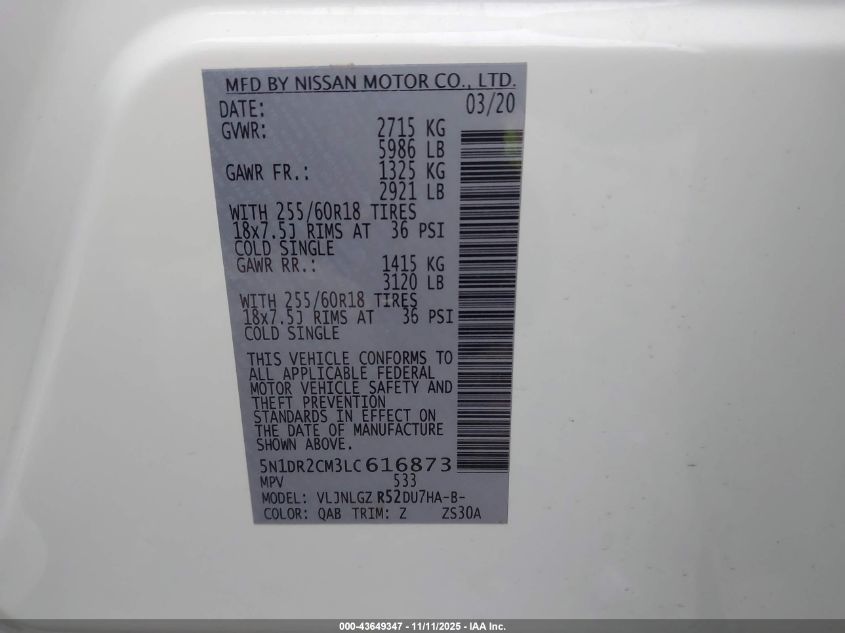 MFD BY NISSAN MOTOR CO., LTD.
DATE: 03/20
GVWR: 2715 KG
5986 LB
GAWR FR.: 1325 KG
2921 LB
WITH 255/60R18 TIRES
18x7.5J RIMS AT 36 PSI
COLD SINGLE
GAWR RR.: 1415 KG
3120 LB
WITH 255/60R18 TIRES
18x7.5J RIMS AT 36 PSI
COLD SINGLE
THIS VEHICLE CONFORMS TO
ALL APPLICABLE FEDERAL
MOTOR VEHICLE SAFETY AND
THEFT PREVENTION
STANDARDS IN EFFECT ON
THE DATE OF MANUFACTURE
SHOWN ABOVE.
5N1DR2CM3LC616873
MPV 533
MODEL: VLJNLGZ R52DU7HA-B-
COLOR: QAB TRIM: Z ZS30A
000-43649347 - 11/11/2025 - IAA Inc.